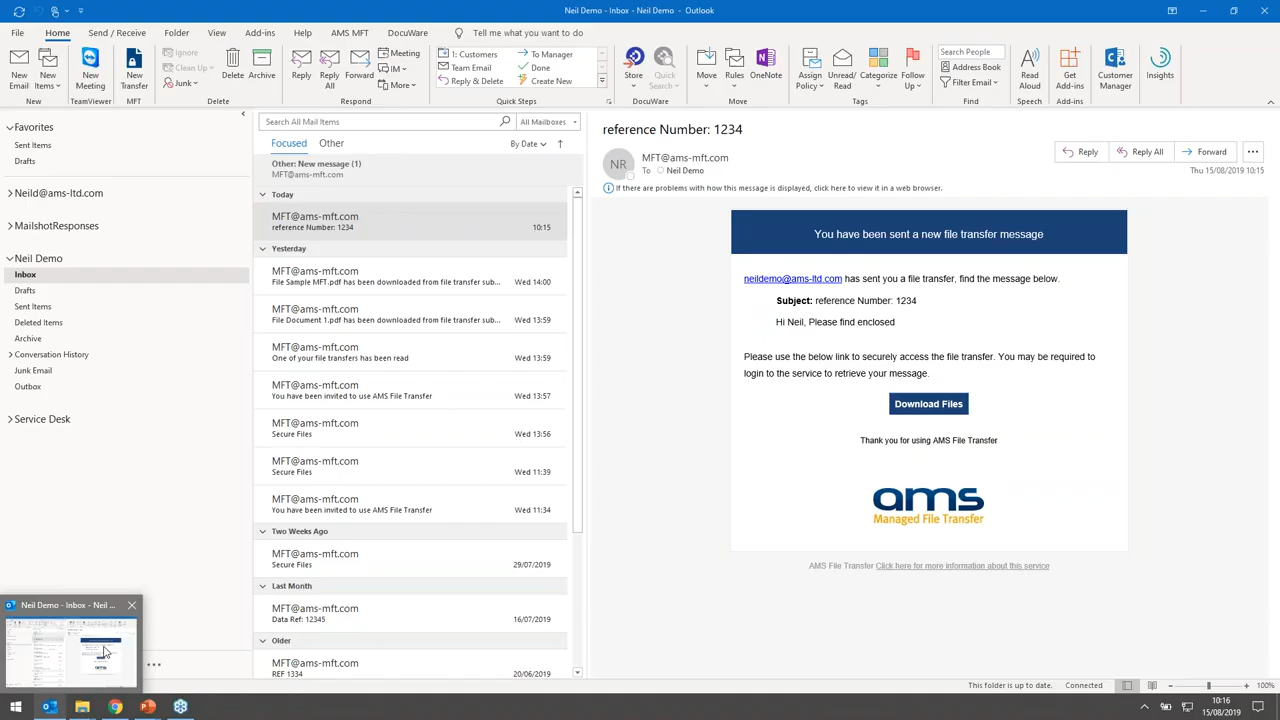 Neil Demo - Inbox - Neil Demo - Outlook
File Home Send / Receive Folder View Add-ins Help AMS MFT DocuWare Tell me what you want to do
New Email
New Items
New
New Meeting
TeamViewer
New Transfer
MFT
Ignore
Clean Up
Junk
Delete
Archive
Delete
Reply
Reply All
Forward
Meeting
IM
More
Respond
1: Customers
Team Email
Reply & Delete
To Manager
Done
Create New
Quick Steps
Store
Quick Search
DocuWare
Move
Rules
OneNote
Move
Assign Policy
Unread/ Read
Categorize
Follow Up
Tags
Search People
Address Book
Filter Email
Find
Read Aloud
Speech
Get Add-ins
Add-ins
Customer Manager
Insights
Favorites
Sent Items
Drafts
Neild@ams-ltd.com
MailshotResponses
Neil Demo
Inbox
Drafts
Sent Items
Deleted Items
Archive
Conversation History
Junk Email
Outbox
Service Desk
Neil Demo - Inbox - Neil ...
Search All Mail Items All Mailboxes
Focused Other By Date
Other: New message (1)
MFT@ams-mft.com
Today
MFT@ams-mft.com
reference Number: 1234 10:15
Yesterday
MFT@ams-mft.com
File Sample MFT.pdf has been downloaded from file transfer sub... Wed 14:00
MFT@ams-mft.com
File Document 1.pdf has been downloaded from file transfer sub... Wed 13:59
MFT@ams-mft.com
One of your file transfers has been read Wed 13:59
MFT@ams-mft.com
You have been invited to use AMS File Transfer Wed 13:57
MFT@ams-mft.com
Secure Files Wed 13:56
MFT@ams-mft.com
Secure Files Wed 11:39
MFT@ams-mft.com
You have been invited to use AMS File Transfer Wed 11:34
Two Weeks Ago
MFT@ams-mft.com
Secure Files 29/07/2019
Last Month
MFT@ams-mft.com
Data Ref: 12345 16/07/2019
Older
MFT@ams-mft.com
REF 1334 20/06/2019
reference Number: 1234
NR
MFT@ams-mft.com
To Neil Demo
Reply Reply All Forward
Thu 15/08/2019 10:15
If there are problems with how this message is displayed, click here to view it in a web browser.
You have been sent a new file transfer message
neildemo@ams-ltd.com has sent you a file transfer, find the message below.
Subject: reference Number: 1234
Hi Neil, Please find enclosed
Please use the below link to securely access the file transfer. You may be required to
login to the service to retrieve your message.
Download Files
Thank you for using AMS File Transfer
ams
Managed File Transfer
AMS File Transfer Click here for more information about this service
This folder is up to date. Connected 100%
10:16
15/08/2019